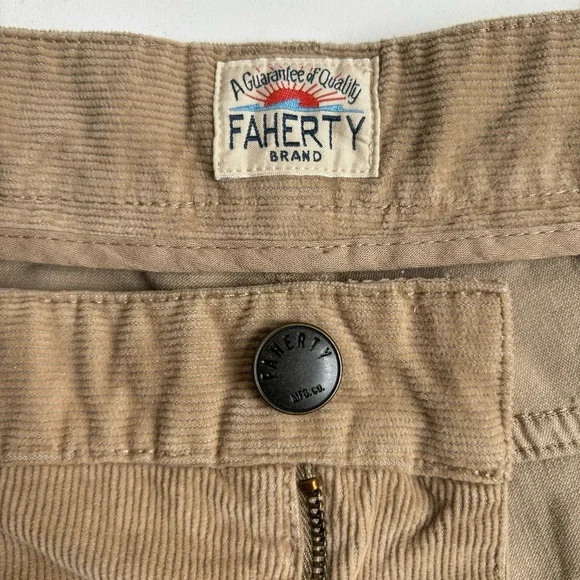 A Guarantee of Quality
FAHERTY
BRAND
FAHERTY
MFG. CO.